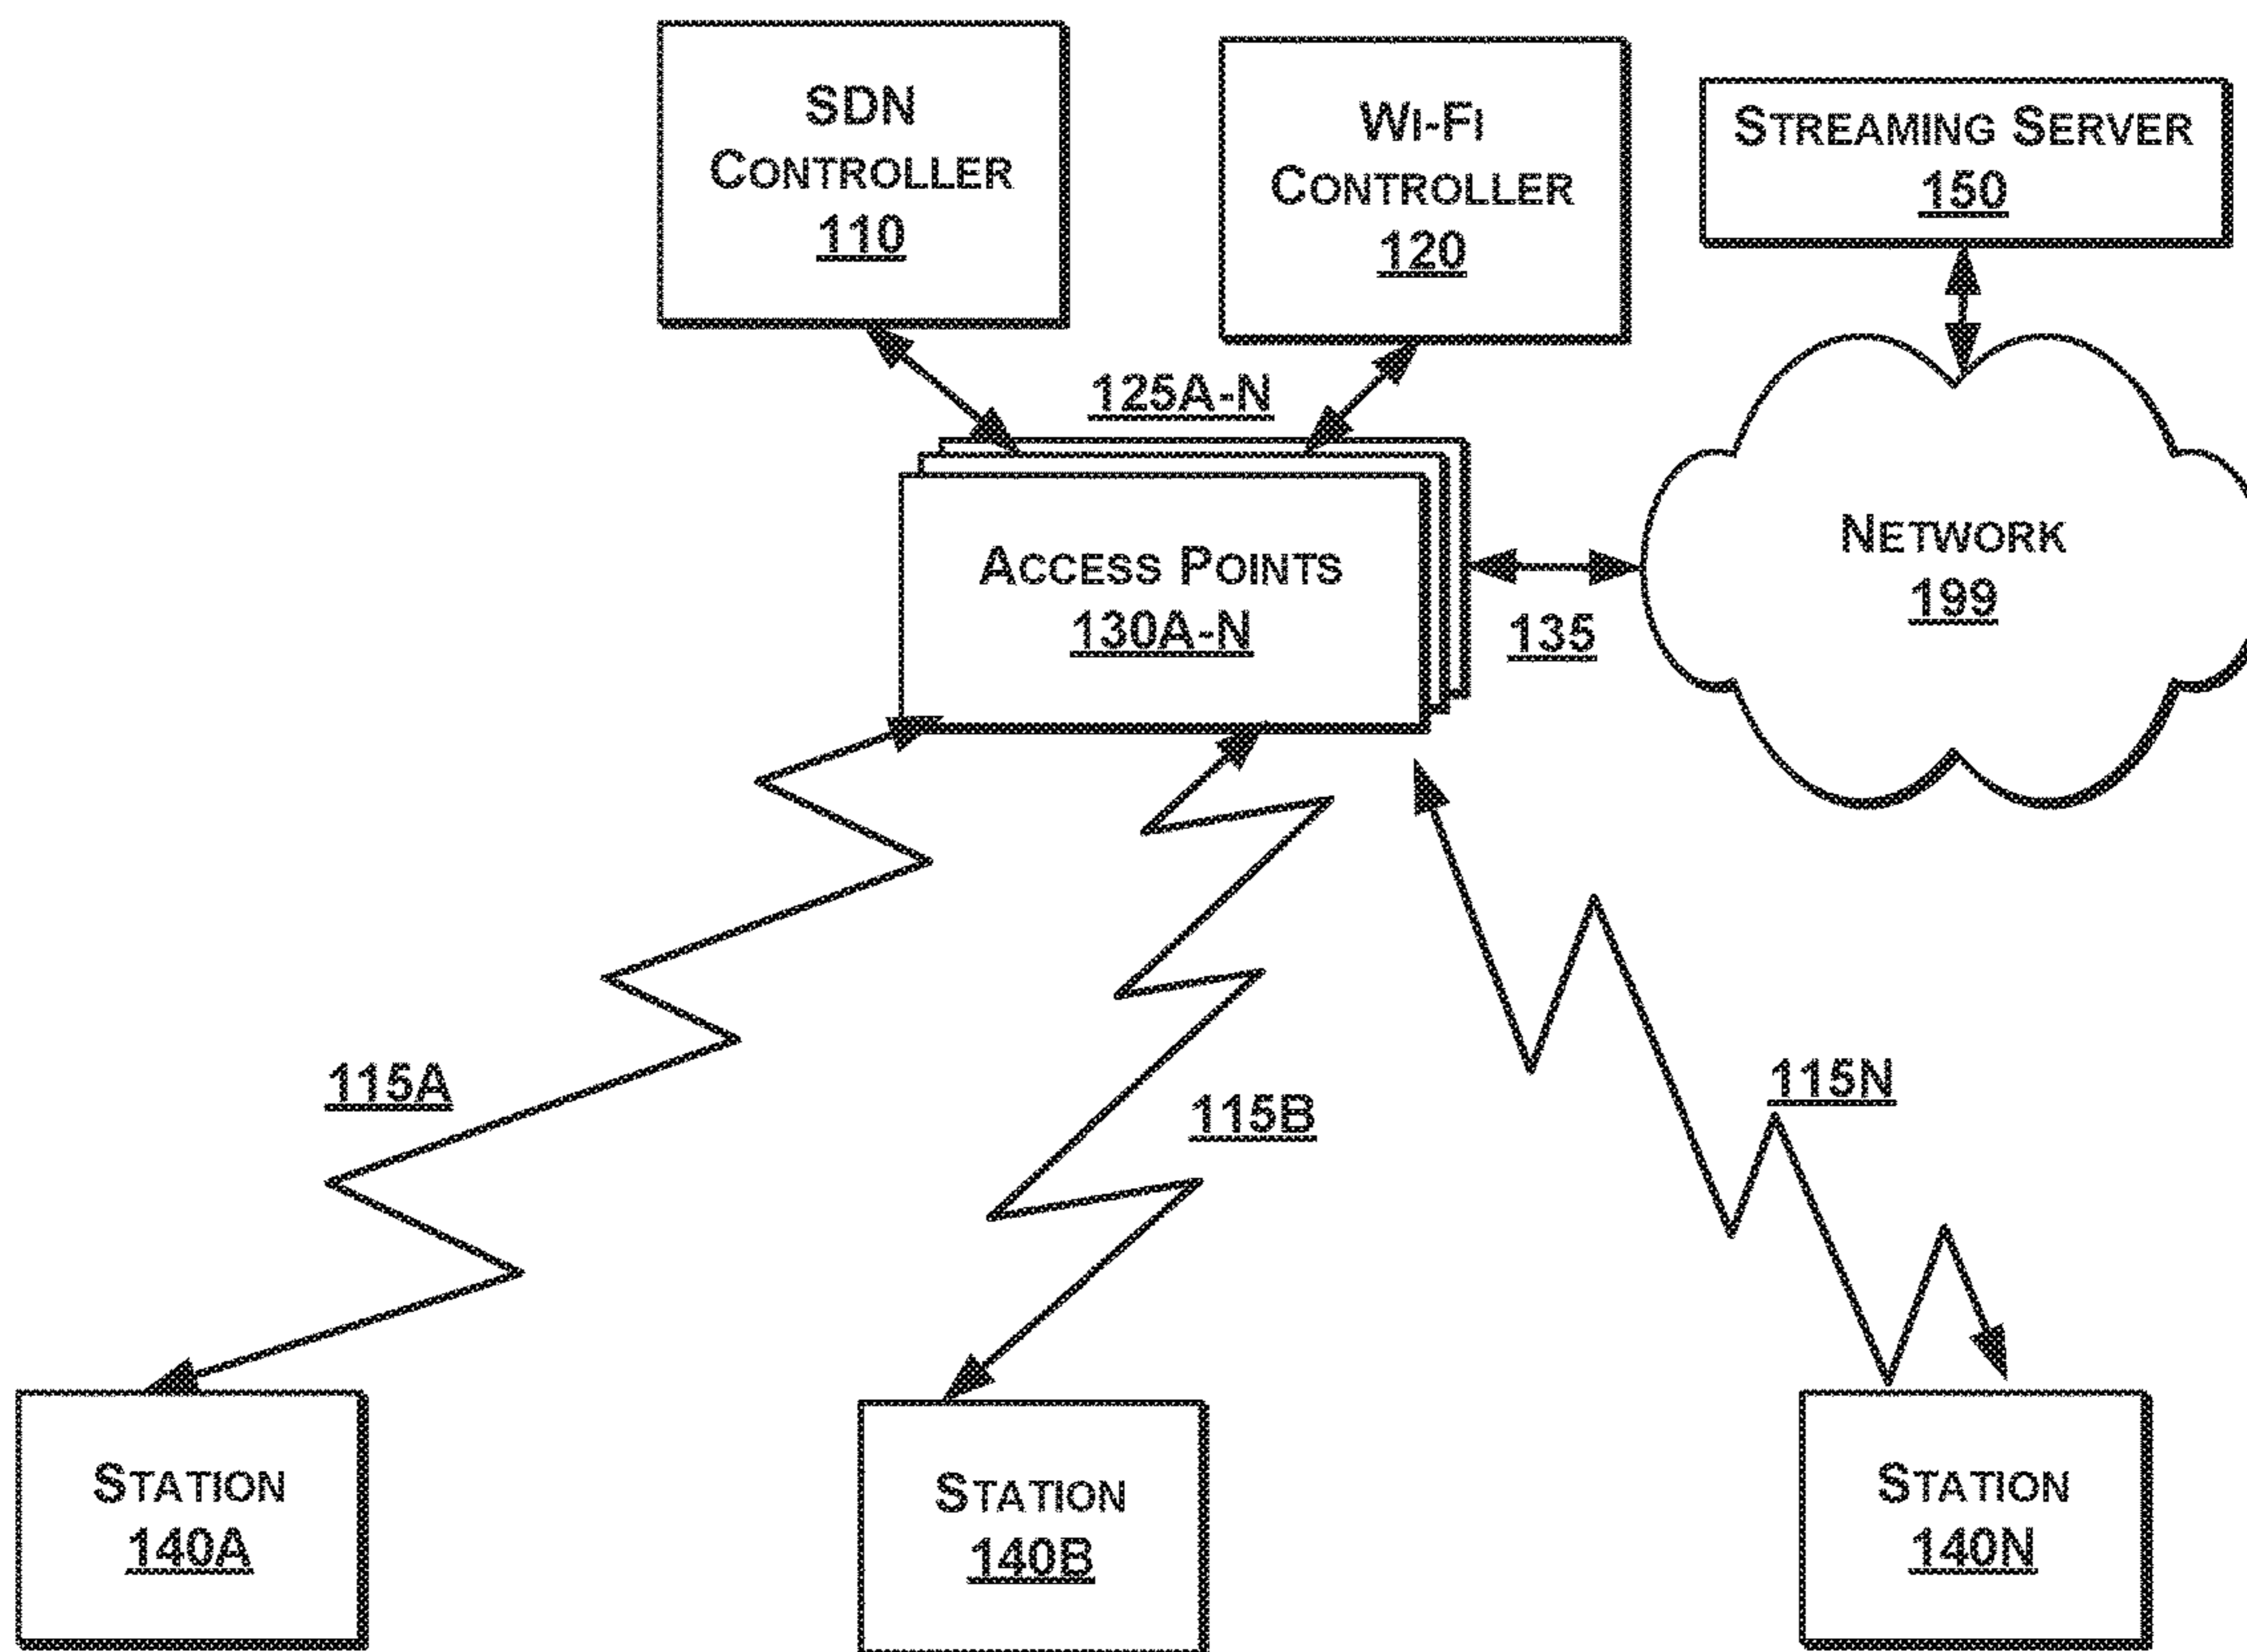 SDN
CONTROLLER
110
WI-FI
CONTROLLER
120
STREAMING SERVER
150
125A-N
ACCESS POINTS
130A-N
135
NETWORK
199
115A
115B
115N
STATION
140A
STATION
140B
STATION
140N